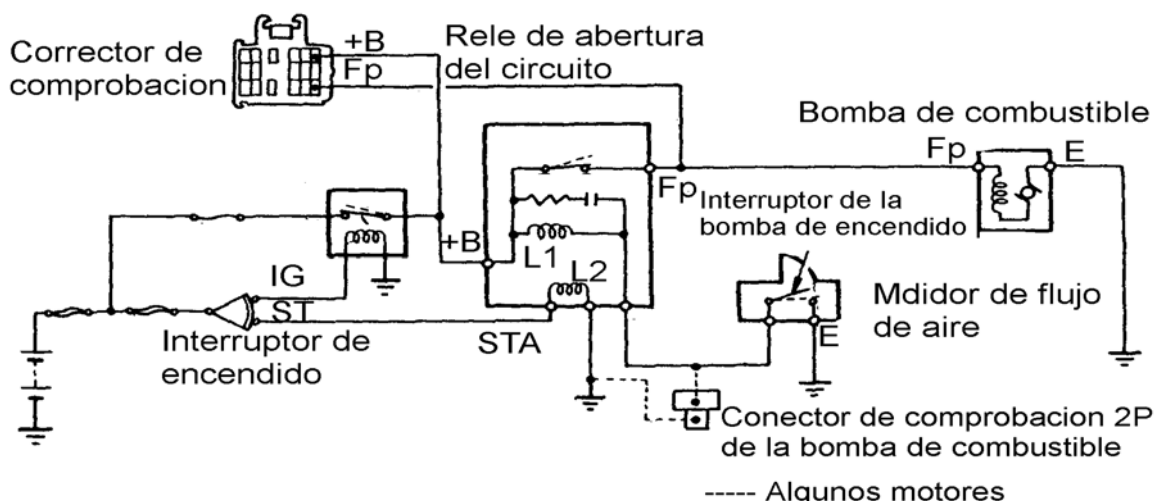 Corrector de
comprobacion
+B
Fp
Rele de abertura
del circuito
Bomba de combustible
Fp
E
Fp
Interruptor de la
bomba de encendido
+B
L1
L2
IG
ST
STA
Interruptor de
encendido
Mdidor de flujo
de aire
E
Conector de comprobacion 2P
de la bomba de combustible
----- Algunos motores